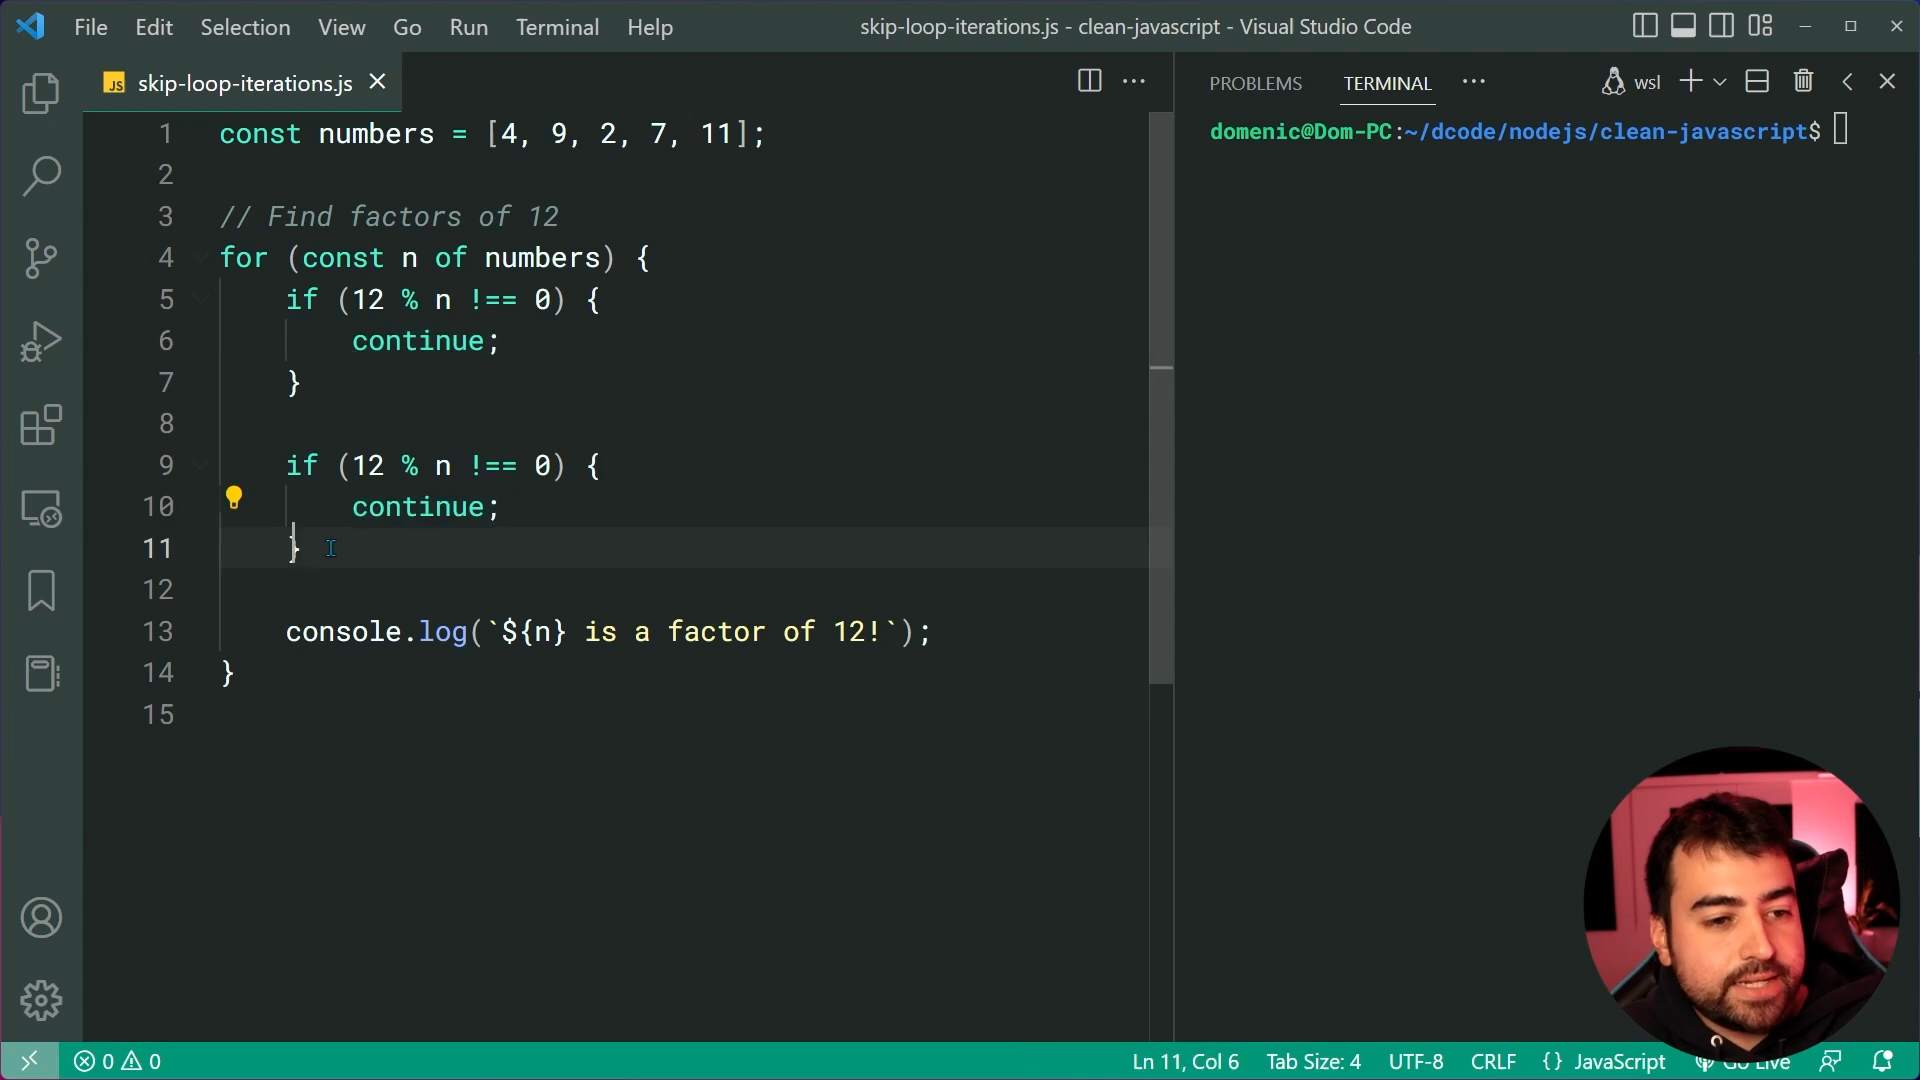 File Edit Selection View Go Run Terminal Help
skip-loop-iterations.js - clean-javascript - Visual Studio Code
JS skip-loop-iterations.js
PROBLEMS TERMINAL
wsl
domenic@Dom-PC:~/dcode/nodejs/clean-javascript$
1 const numbers = [4, 9, 2, 7, 11];
2
3 // Find factors of 12
4 for (const n of numbers) {
5 if (12 % n !== 0) {
6 continue;
7 }
8
9 if (12 % n !== 0) {
10 continue;
11 }
12
13 console.log(`${n} is a factor of 12!`);
14 }
15
0 0
Ln 11, Col 6 Tab Size: 4 UTF-8 CRLF {} JavaScript Go Live